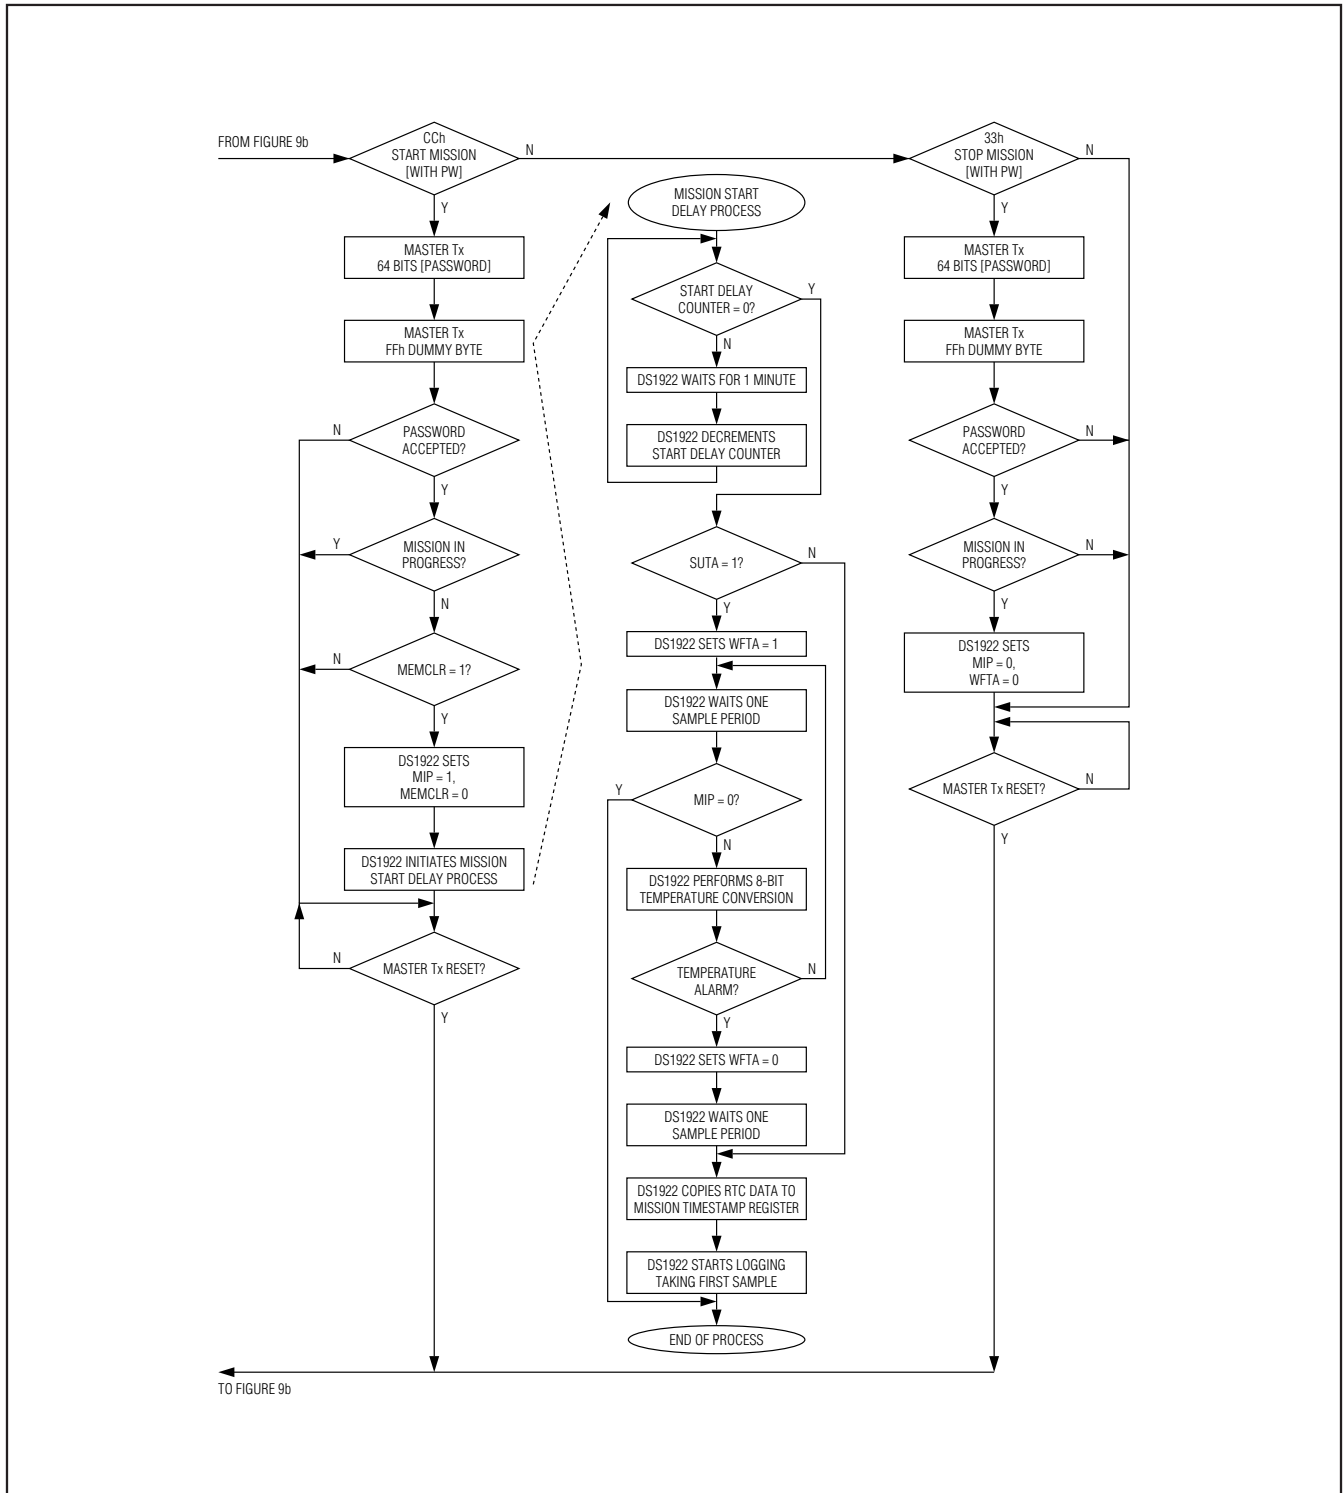 FROM FIGURE 9b
CCh
START MISSION
[WITH PW]
N
Y
MASTER Tx
64 BITS [PASSWORD]
MASTER Tx
FFh DUMMY BYTE
N
PASSWORD
ACCEPTED?
Y
Y
MISSION IN
PROGRESS?
N
N
MEMCLR = 1?
Y
DS1922 SETS
MIP = 1,
MEMCLR = 0
DS1922 INITIATES MISSION
START DELAY PROCESS
N
MASTER Tx RESET?
Y
MISSION START
DELAY PROCESS
START DELAY
COUNTER = 0?
Y
N
DS1922 WAITS FOR 1 MINUTE
DS1922 DECREMENTS
START DELAY COUNTER
SUTA = 1?
N
Y
DS1922 SETS WFTA = 1
DS1922 WAITS ONE
SAMPLE PERIOD
Y
MIP = 0?
N
DS1922 PERFORMS 8-BIT
TEMPERATURE CONVERSION
TEMPERATURE
ALARM?
N
Y
DS1922 SETS WFTA = 0
DS1922 WAITS ONE
SAMPLE PERIOD
DS1922 COPIES RTC DATA TO
MISSION TIMESTAMP REGISTER
DS1922 STARTS LOGGING
TAKING FIRST SAMPLE
END OF PROCESS
33h
STOP MISSION
[WITH PW]
N
Y
MASTER Tx
64 BITS [PASSWORD]
MASTER Tx
FFh DUMMY BYTE
PASSWORD
ACCEPTED?
N
Y
MISSION IN
PROGRESS?
N
Y
DS1922 SETS
MIP = 0,
WFTA = 0
MASTER Tx RESET?
N
Y
TO FIGURE 9b